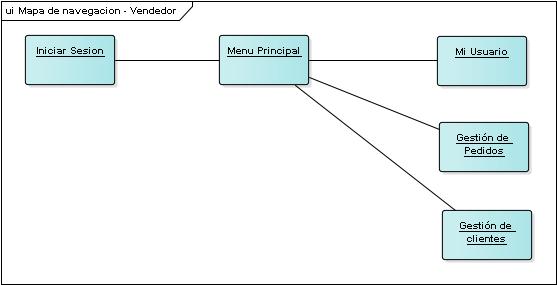 ui Mapa de navegacion - Vendedor
Iniciar Sesion
Menu Principal
Mi Usuario
Gestión de
Pedidos
Gestión de
clientes